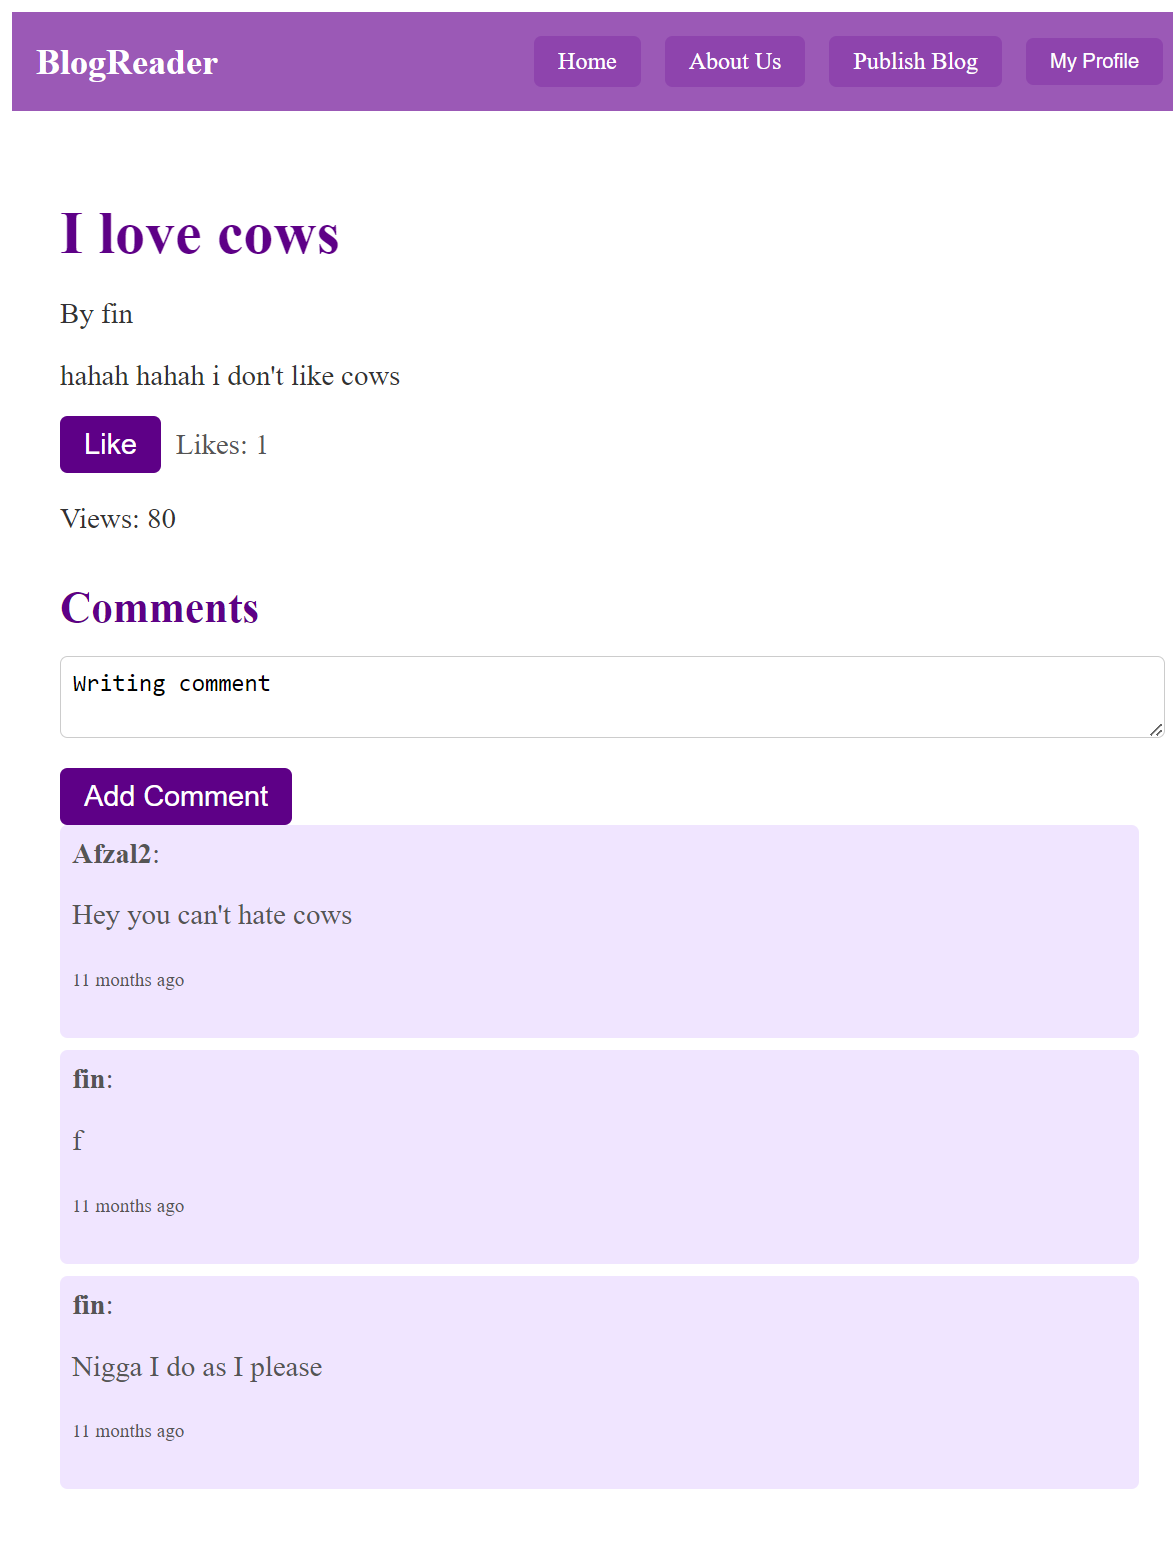 BlogReader Home About Us Publish Blog My Profile
I love cows
By fin
hahah hahah i don't like cows
Like Likes: 1
Views: 80
Comments
Writing comment
Add Comment
Afzal2:
Hey you can't hate cows
11 months ago
fin:
f
11 months ago
fin:
Nigga I do as I please
11 months ago